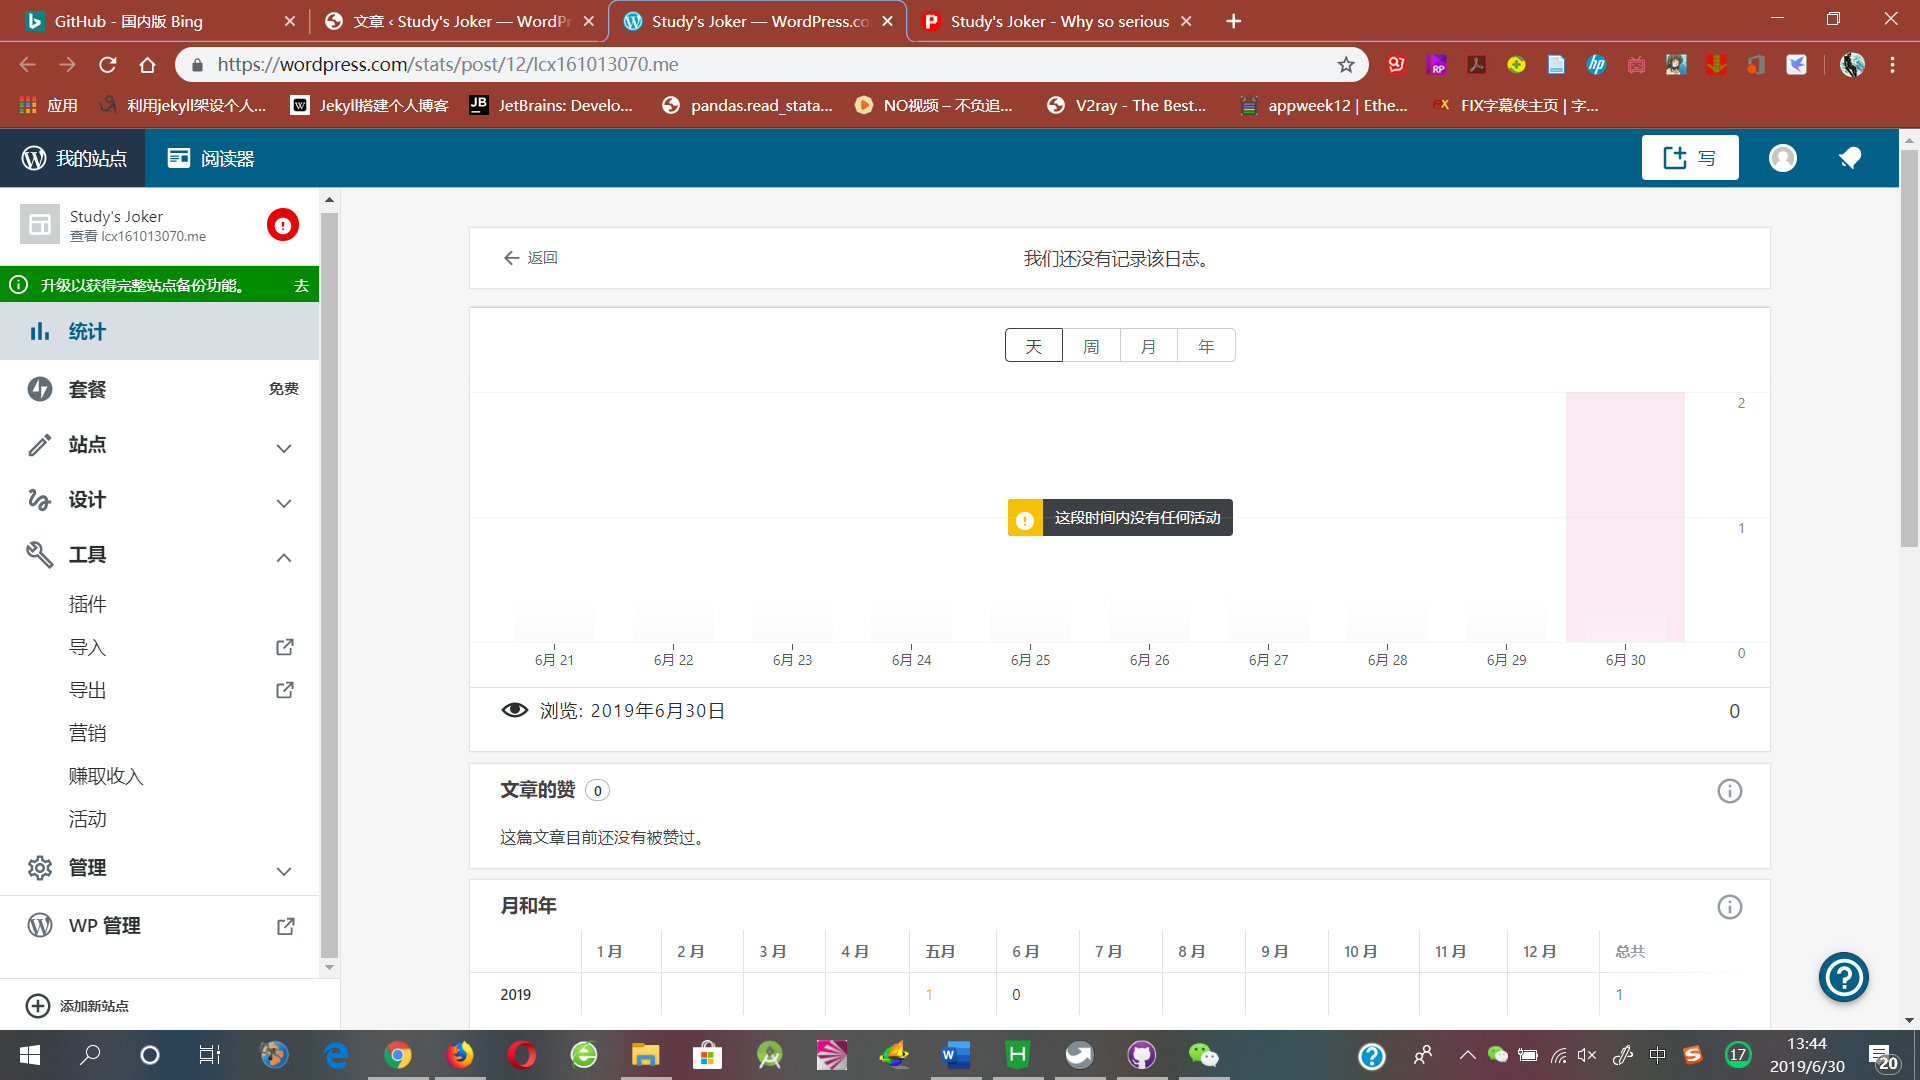 GitHub - 国内版 Bing
文章 ‹ Study's Joker — WordPr
Study's Joker — WordPress.co
Study's Joker - Why so serious
https://wordpress.com/stats/post/12/lcx161013070.me
应用
利用jekyll架设个人...
Jekyll搭建个人博客
JetBrains: Develo...
pandas.read_stata...
NO视频 – 不负追...
V2ray - The Best...
appweek12 | Ethe...
FIX字幕侠主页 | 字...
我的站点
阅读器
写
Study's Joker
查看 lcx161013070.me
升级以获得完整站点备份功能。
去
统计
套餐
免费
站点
设计
工具
插件
导入
导出
营销
赚取收入
活动
管理
WP 管理
添加新站点
返回
我们还没有记录该日志。
天 周 月 年
2
1
0
这段时间内没有任何活动
6月 21 6月 22 6月 23 6月 24 6月 25 6月 26 6月 27 6月 28 6月 29 6月 30
浏览: 2019年6月30日
0
文章的赞 0
这篇文章目前还没有被赞过。
月和年
1 月 2 月 3 月 4 月 五月 6 月 7 月 8 月 9 月 10 月 11 月 12 月 总共
2019 1 0 1
中
17
13:44
2019/6/30
20